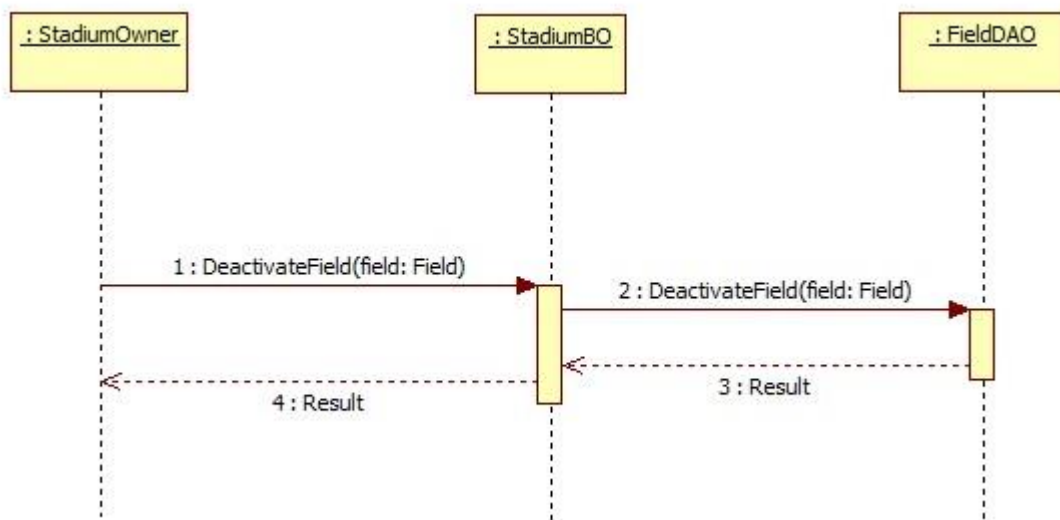 : StadiumOwner
: StadiumBO
: FieldDAO
1 : DeactivateField(field: Field)
2 : DeactivateField(field: Field)
3 : Result
4 : Result